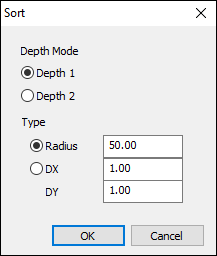 Sort
Depth Mode
Depth 1
Depth 2
Type
Radius 50.00
DX 1.00
DY 1.00
OK Cancel